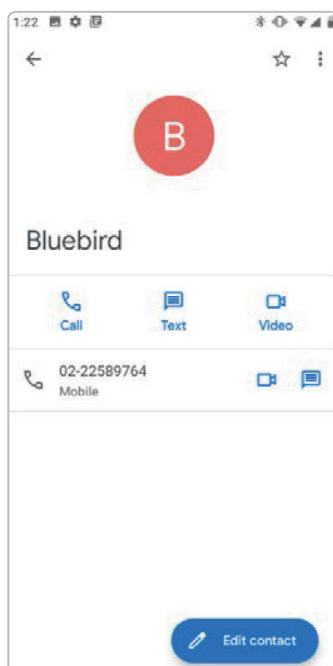 1:22
B
Bluebird
Call Text Video
02-22589764
Mobile
Edit contact